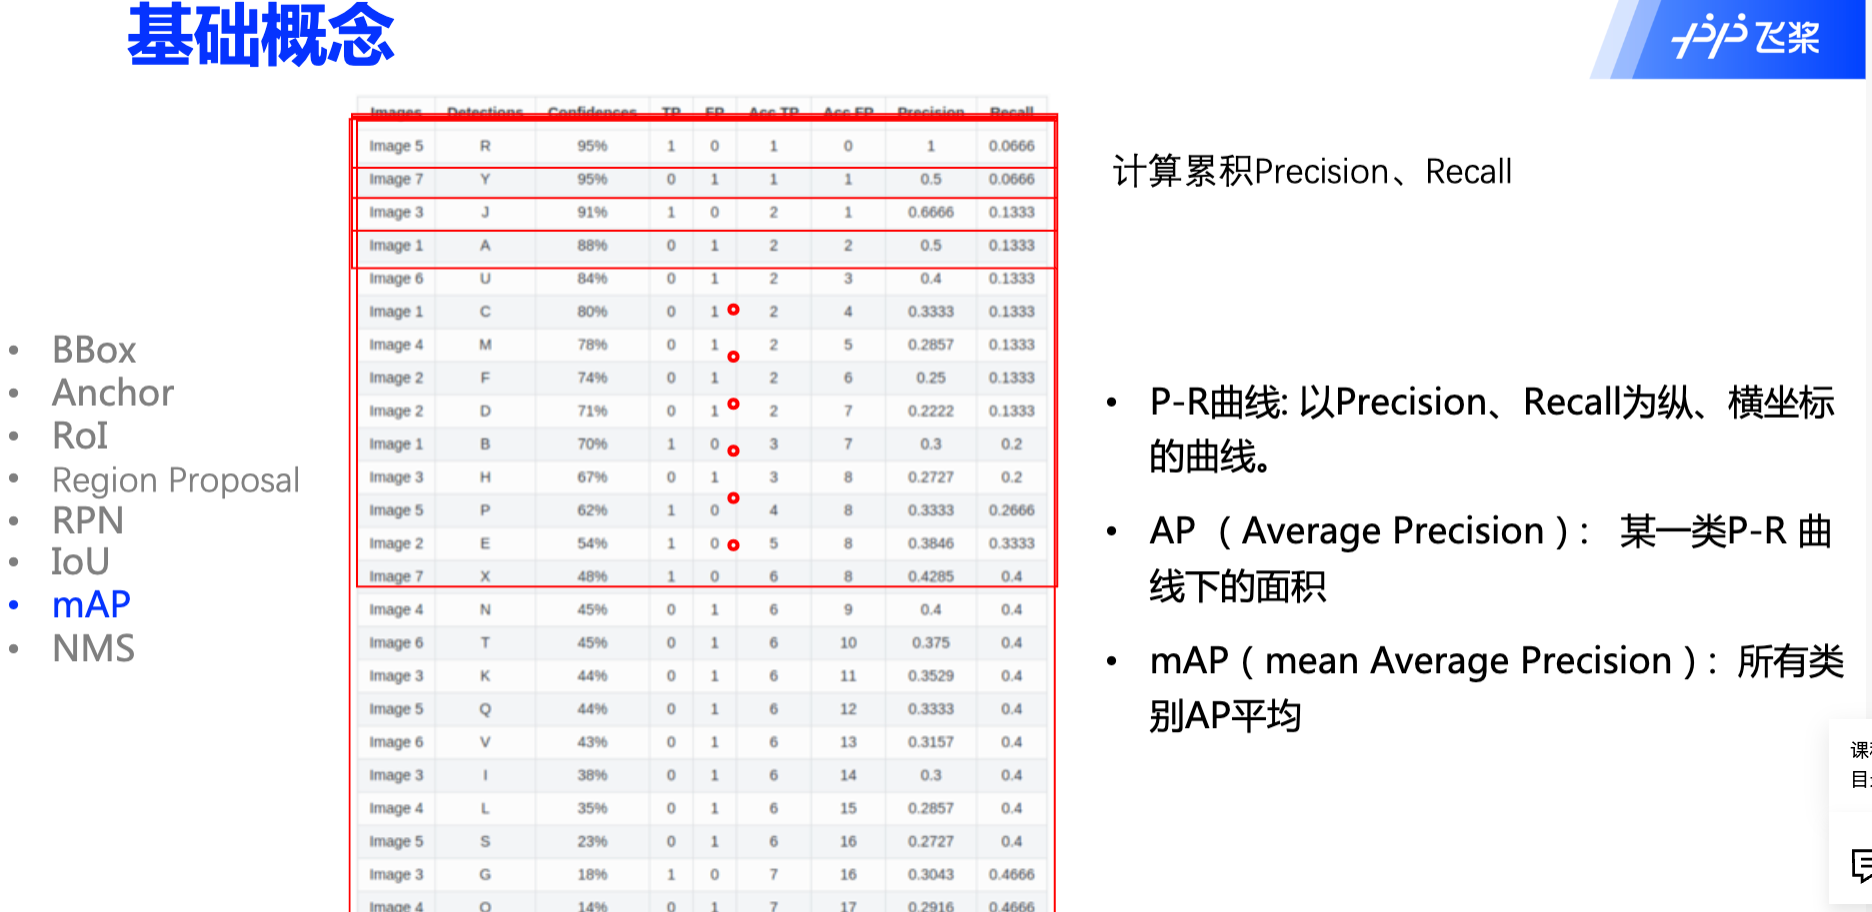 基础概念
飞桨
Images Detections Confidences TP FP Acc TP Acc FP Precision Recall
Image 5 R 95% 1 0 1 0 1 0.0666
Image 7 Y 95% 0 1 1 1 0.5 0.0666
Image 3 J 91% 1 0 2 1 0.6666 0.1333
Image 1 A 88% 0 1 2 2 0.5 0.1333
Image 6 U 84% 0 1 2 3 0.4 0.1333
Image 1 C 80% 0 1 2 4 0.3333 0.1333
Image 4 M 78% 0 1 2 5 0.2857 0.1333
Image 2 F 74% 0 1 2 6 0.25 0.1333
Image 2 D 71% 0 1 2 7 0.2222 0.1333
Image 1 B 70% 1 0 3 7 0.3 0.2
Image 3 H 67% 0 1 3 8 0.2727 0.2
Image 5 P 62% 1 0 4 8 0.3333 0.2666
Image 2 E 54% 1 0 5 8 0.3846 0.3333
Image 7 X 48% 1 0 6 8 0.4285 0.4
Image 4 N 45% 0 1 6 9 0.4 0.4
Image 6 T 45% 0 1 6 10 0.375 0.4
Image 3 K 44% 0 1 6 11 0.3529 0.4
Image 5 Q 44% 0 1 6 12 0.3333 0.4
Image 6 V 43% 0 1 6 13 0.3157 0.4
Image 3 I 38% 0 1 6 14 0.3 0.4
Image 4 L 35% 0 1 6 15 0.2857 0.4
Image 5 S 23% 0 1 6 16 0.2727 0.4
Image 3 G 18% 1 0 7 16 0.3043 0.4666
Image 4 O 14% 0 1 7 17 0.2916 0.4666
• BBox
• Anchor
• RoI
• Region Proposal
• RPN
• IoU
• mAP
• NMS
计算累积Precision、Recall
• P-R曲线: 以Precision、Recall为纵、横坐标
的曲线。
• AP （Average Precision）： 某一类P-R 曲
线下的面积
• mAP（mean Average Precision）：所有类
别AP平均